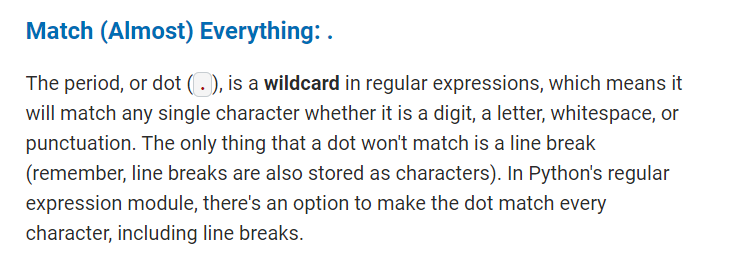 Match (Almost) Everything: .
The period, or dot ( . ), is a wildcard in regular expressions, which means it
will match any single character whether it is a digit, a letter, whitespace, or
punctuation. The only thing that a dot won't match is a line break
(remember, line breaks are also stored as characters). In Python's regular
expression module, there's an option to make the dot match every
character, including line breaks.